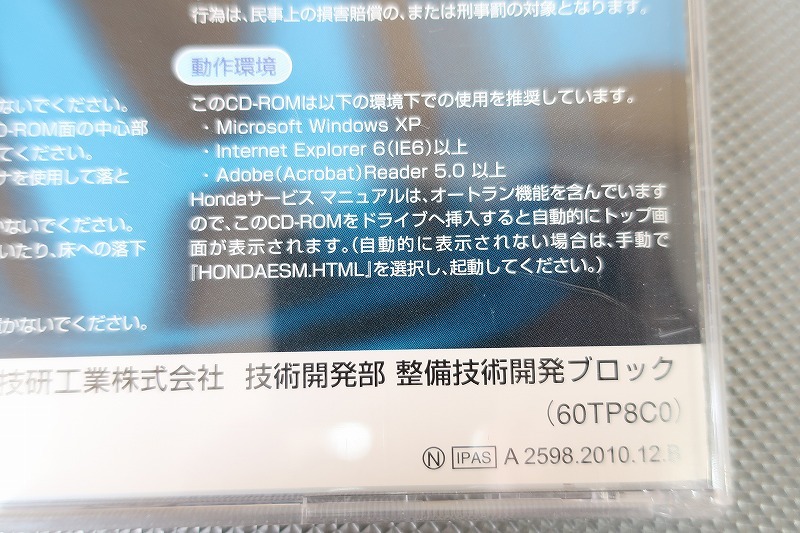 行為は、民事上の損害賠償の、または刑事罰の対象となります。
動作環境
このCD-ROMは以下の環境下での使用を推奨しています。
・Microsoft Windows XP
・Internet Explorer 6(IE6)以上
・Adobe(Acrobat)Reader 5.0 以上
Hondaサービス マニュアルは、オートラン機能を含んでいます
ので、このCD-ROMをドライブへ挿入すると自動的にトップ画
面が表示されます。(自動的に表示されない場合は、手動で
『HONDAESM.HTML』を選択し、起動してください。)
ないでください。
D-ROM面の中心部
てください。
ナを使用して落と
いないでください。
いたり、床への落下
置かないでください。
技研工業株式会社 技術開発部 整備技術開発ブロック
(60TP8C0)
N IPAS A 2598.2010.12.B